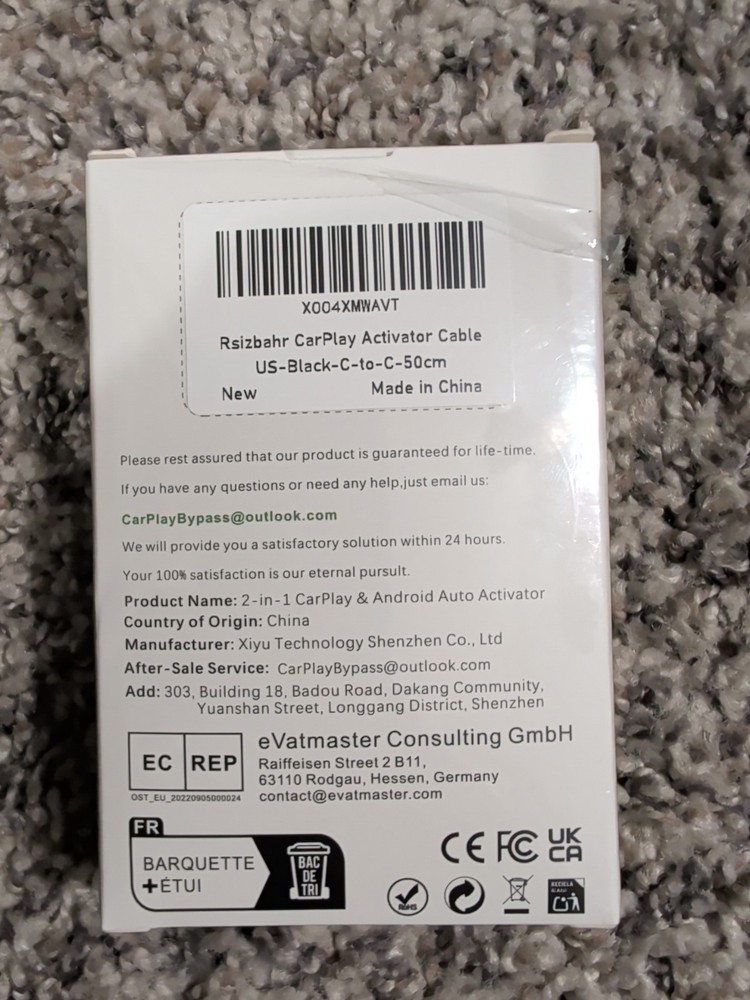 X004XMWAVT
Rsizbahr CarPlay Activator Cable
US-Black-C-to-C-50cm
New Made in China
Please rest assured that our product is guaranteed for life-time.
If you have any questions or need any help,just email us:
CarPlayBypass@outlook.com
We will provide you a satisfactory solution within 24 hours.
Your 100% satisfaction is our eternal pursult.
Product Name: 2-in-1 CarPlay & Android Auto Activator
Country of Origin: China
Manufacturer: Xiyu Technology Shenzhen Co., Ltd
After-Sale Service: CarPlayBypass@outlook.com
Add: 303, Building 18, Badou Road, Dakang Community,
Yuanshan Street, Longgang District, Shenzhen
EC REP
OST_EU_20220905000024
eVatmaster Consulting GmbH
Raiffeisen Street 2 B11,
63110 Rodgau, Hessen, Germany
contact@evatmaster.com
FR
BARQUETTE
+ÉTUI
BAC
DE
TRI
CE FC UK
CA
RoHS
RECICLA